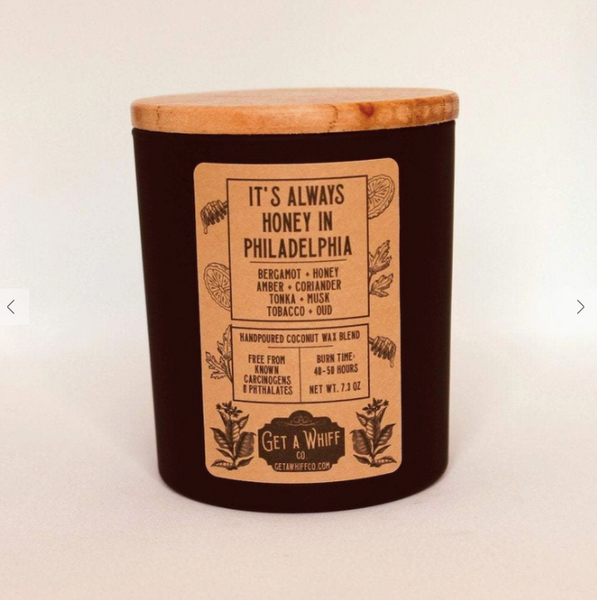 IT'S ALWAYS
HONEY IN
PHILADELPHIA
BERGAMOT • HONEY
AMBER • CORIANDER
TONKA • MUSK
TOBACCO • OUD
HANDPOURED COCONUT WAX BLEND
FREE FROM
KNOWN
CARCINOGENS
& PHTHALATES
BURN TIME:
40-50 HOURS
NET WT. 7.3 OZ
GET A WHIFF
CO.
GETAWHIFFCO.COM